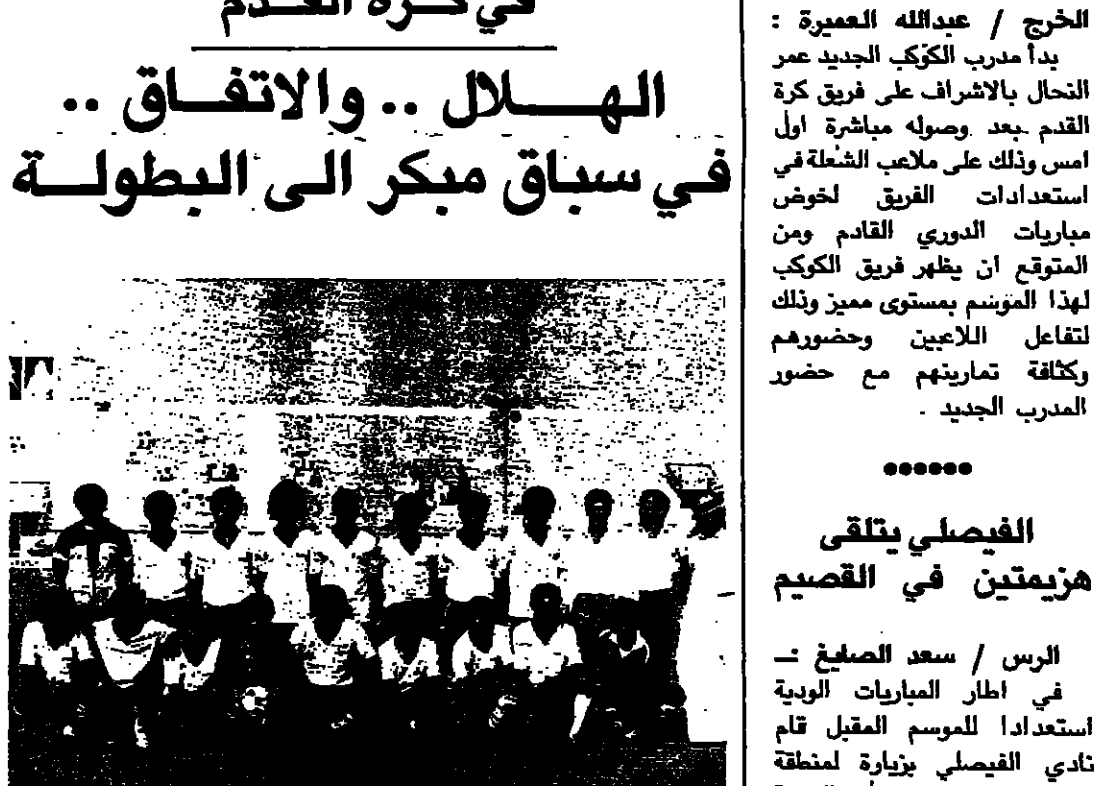 في كرة القدم
الهـــلال .. والاتفــاق ..
في سباق مبكر الى البطولــة
الخرج / عبدالله العميرة :
بدأ مدرب الكوكب الجديد عمر
النحال بالاشراف على فريق كرة
القدم بعد وصوله مباشرة اول
امس وذلك على ملاعب الشعلة في
استعدادات الفريق لخوض
مباريات الدوري القادم ومن
المتوقع ان يظهر فريق الكوكب
لهذا الموسم بمستوى مميز وذلك
لتفاعل اللاعبين وحضورهم
وكثافة تمارينهم مع حضور
المدرب الجديد .
الفيصلي يتلقى
هزيمتين في القصيم
الرس / سعد الصايغ :ــ
في اطار المباريات الودية
استعدادا للموسم المقبل قام
نادي الفيصلي بزيارة لمنطقة